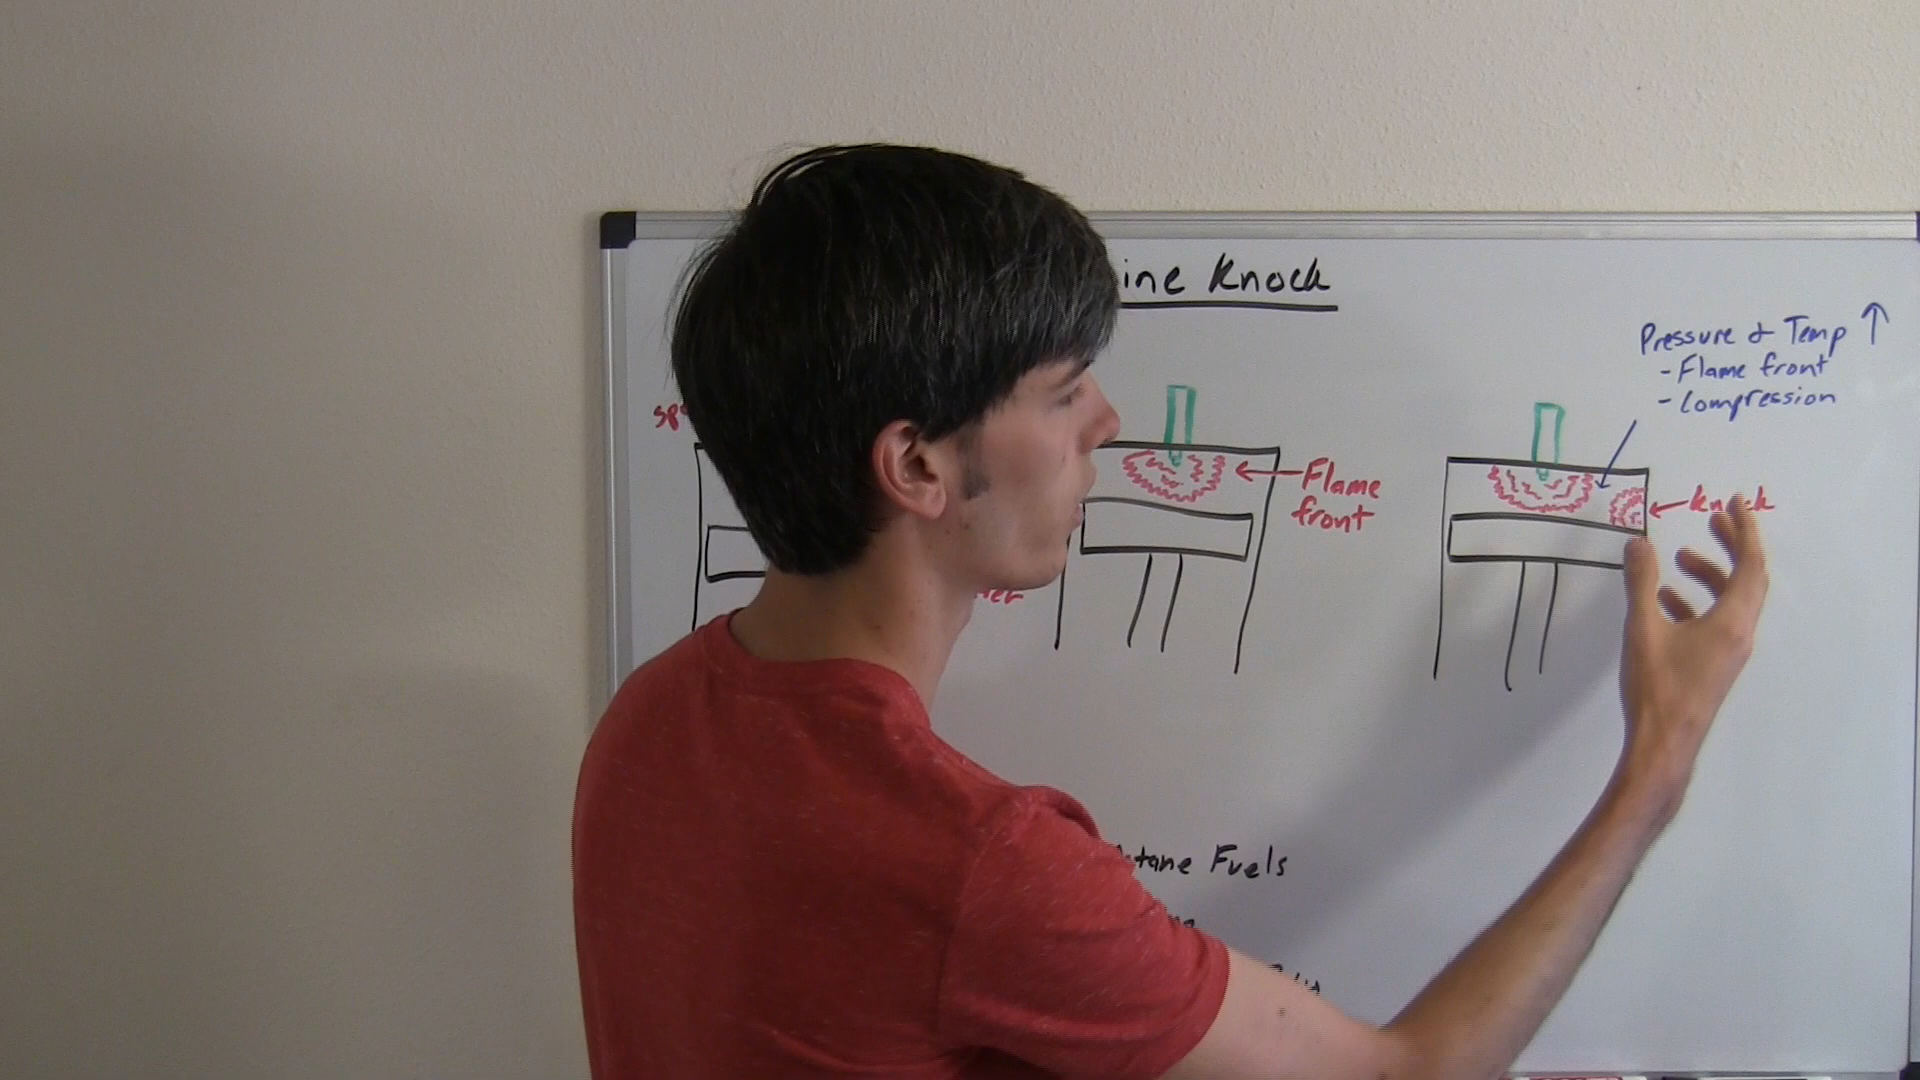 ine Knock
Pressure & Temp ↑
- Flame front
- Compression
Flame
front
knock
tane Fuels